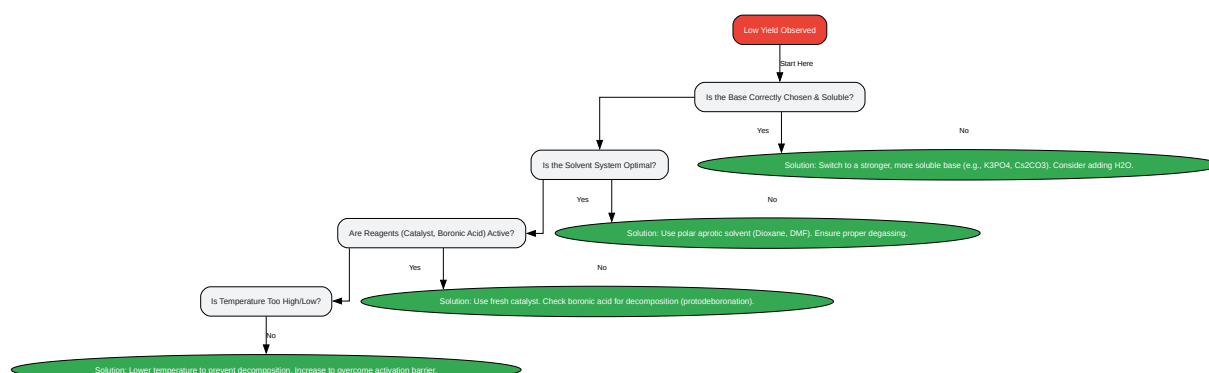 Low Yield Observed
Start Here
Is the Base Correctly Chosen & Soluble?
Yes
No
Is the Solvent System Optimal?
Solution: Switch to a stronger, more soluble base (e.g., K3PO4, Cs2CO3). Consider adding H2O.
Yes
No
Are Reagents (Catalyst, Boronic Acid) Active?
Solution: Use polar aprotic solvent (Dioxane, DMF). Ensure proper degassing.
Yes
No
Is Temperature Too High/Low?
Solution: Use fresh catalyst. Check boronic acid for decomposition (protodeboronation).
No
Solution: Lower temperature to prevent decomposition. Increase to overcome activation barrier.